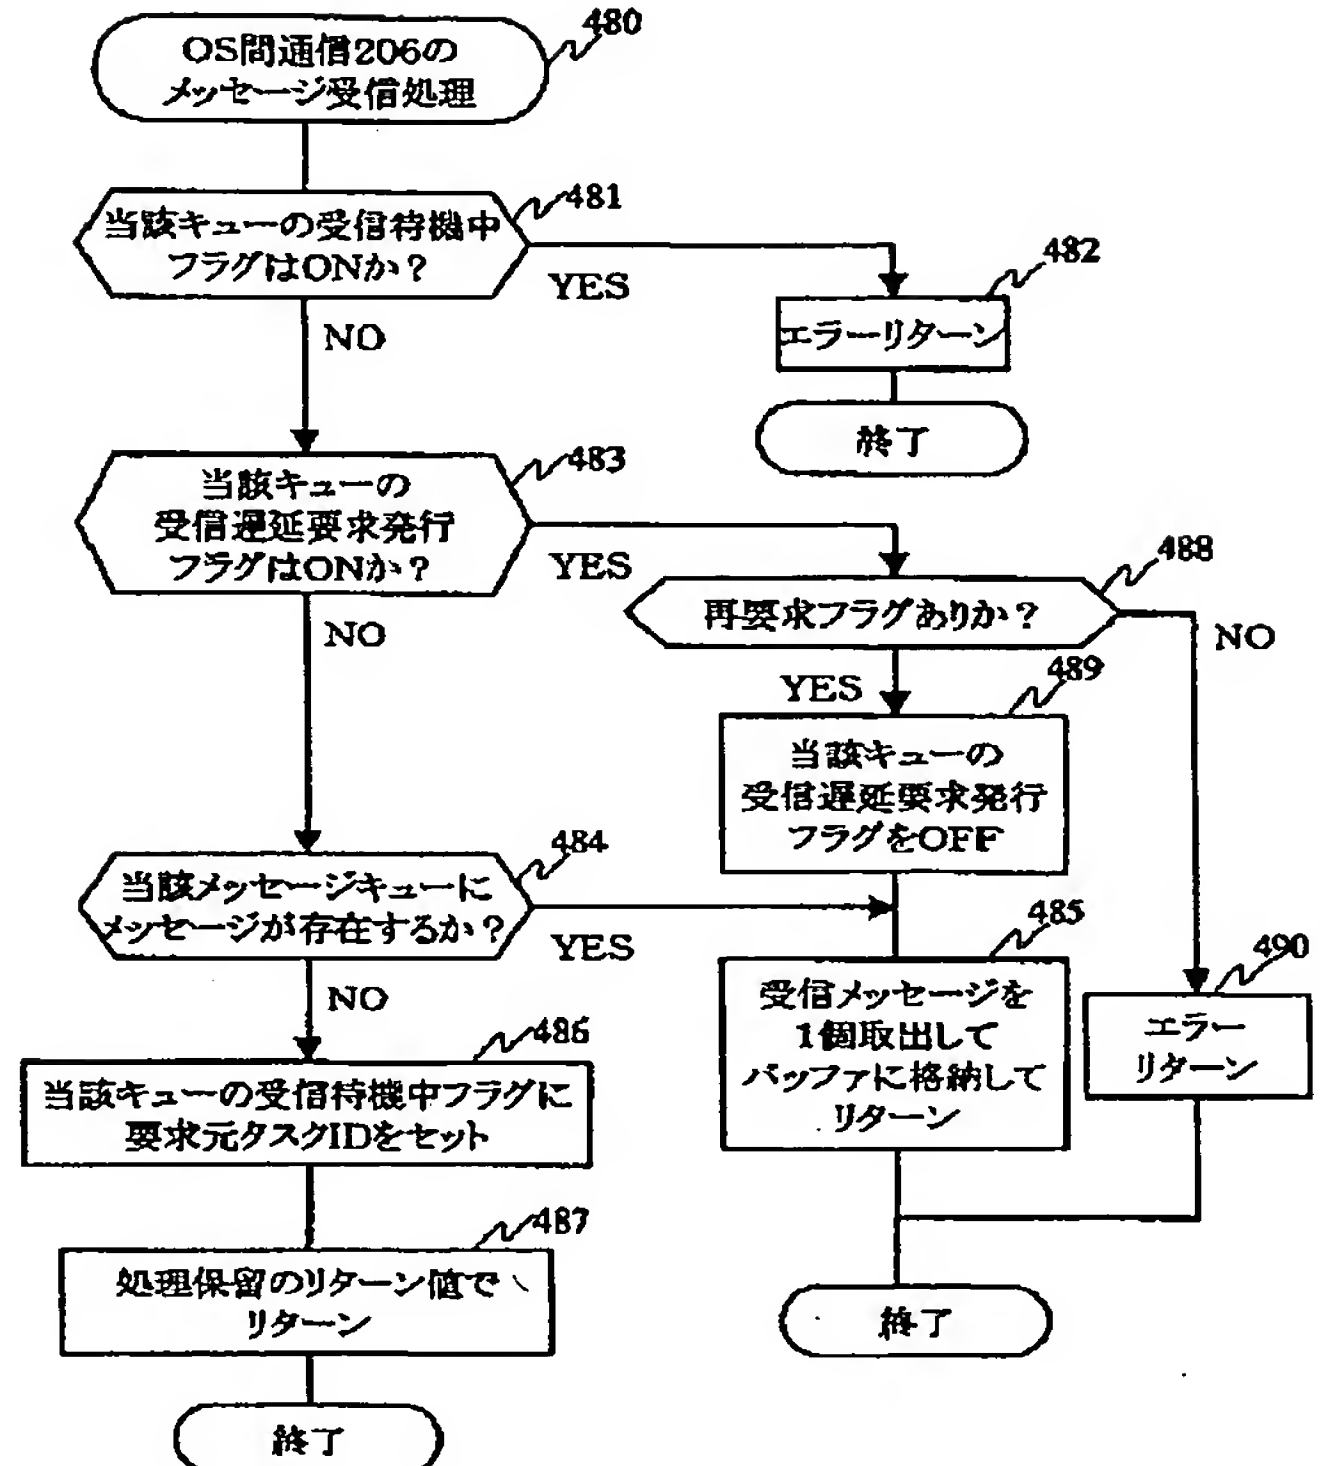 480
OS間通信206の
メッセージ受信処理
481
当該キューの受信待機中
フラグはONか？
YES
NO
482
エラーリターン
終了
483
当該キューの
受信遅延要求発行
フラグはONか？
YES
NO
488
再要求フラグありか？
NO
YES
489
当該キューの
受信遅延要求発行
フラグをOFF
484
当該メッセージキューに
メッセージが存在するか？
YES
NO
485
受信メッセージを
1個取出して
バッファに格納して
リターン
490
エラー
リターン
486
当該キューの受信待機中フラグに
要求元タスクIDをセット
487
処理保留のリターン値で
リターン
終了
終了